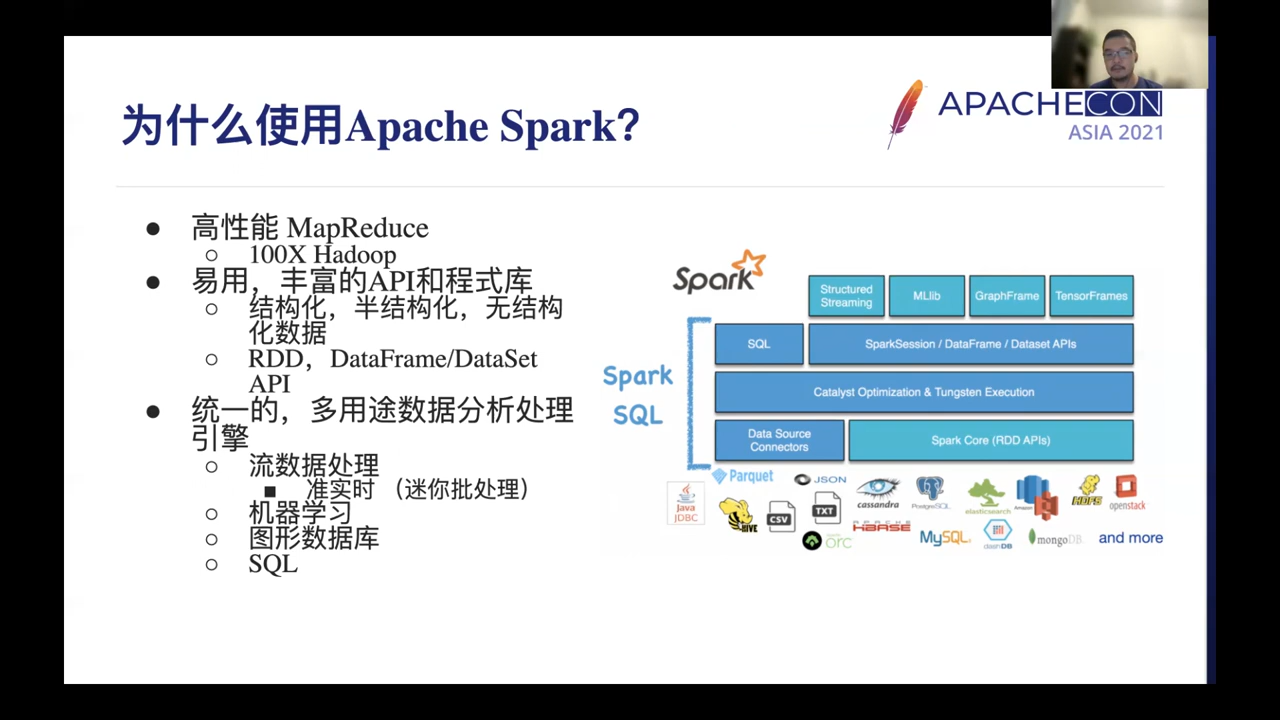 APACHECON
ASIA 2021
为什么使用Apache Spark?
● 高性能 MapReduce
○ 100X Hadoop
● 易用，丰富的API和程式库
○ 结构化，半结构化，无结构
化数据
○ RDD，DataFrame/DataSet
API
● 统一的，多用途数据分析处理
引擎
○ 流数据处理
■ 准实时 （迷你批处理）
○ 机器学习
○ 图形数据库
○ SQL
Spark
Structured
Streaming
MLlib
GraphFrame
TensorFrames
Spark
SQL
SQL
SparkSession / DataFrame / Dataset APIs
Catalyst Optimization & Tungsten Execution
Data Source
Connectors
Spark Core (RDD APIs)
Parquet
JSON
Java
JDBC
HIVE
CSV
TXT
cassandra
PostgreSQL
elasticsearch
Amazon
HDFS
openstack
APACHE
HBASE
orc
MySQL
dashDB
mongoDB
and more